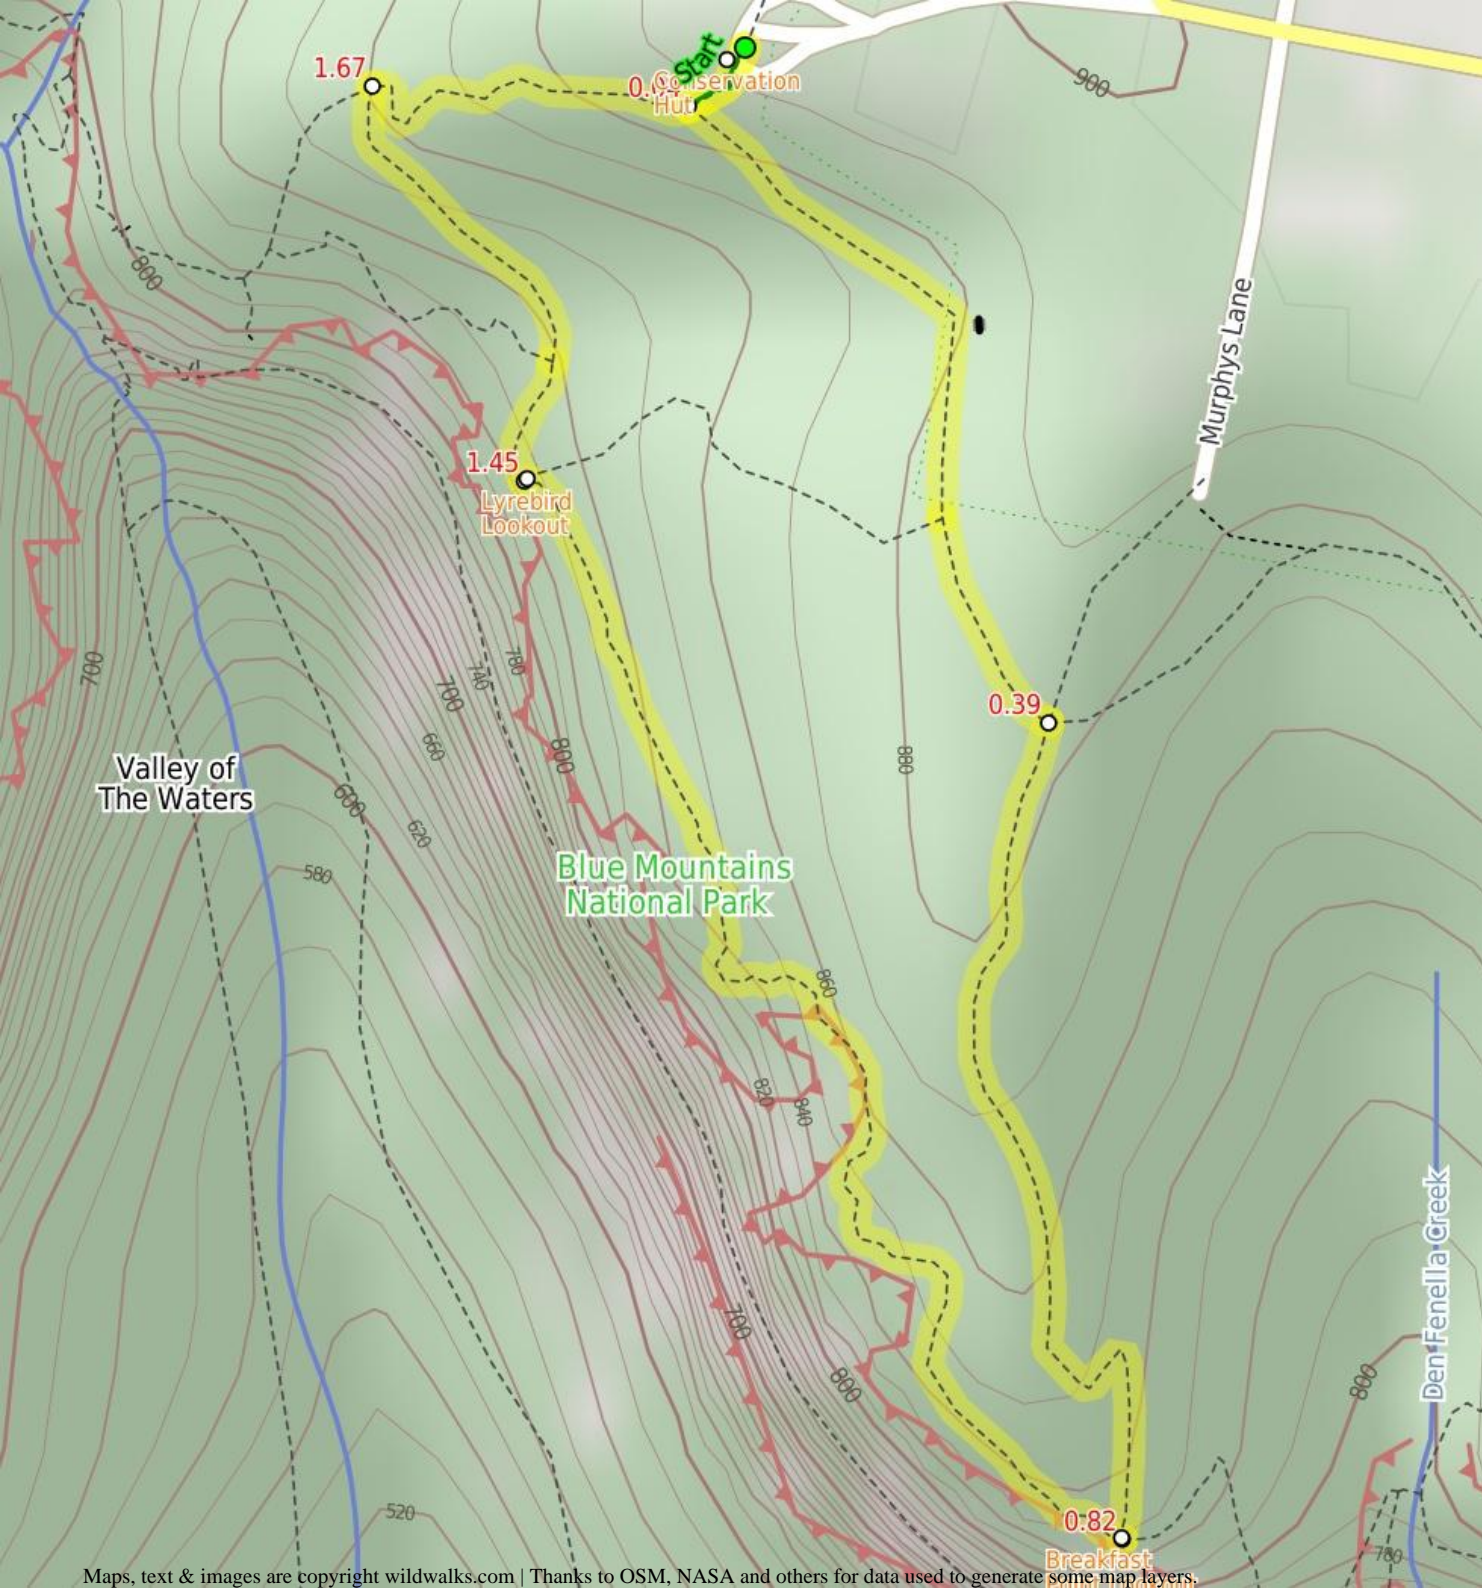 Start
1.67
Conservation
Hut
900
800
Murphys Lane
1.45
Lyrebird
Lookout
700
740
780
700
0.39
660
800
880
Valley of
The Waters
600
620
580
Blue Mountains
National Park
860
820
840
Den Fenella Creek
700
800
800
520
0.82
Breakfast
780
Maps, text & images are copyright wildwalks.com | Thanks to OSM, NASA and others for data used to generate some map layers.